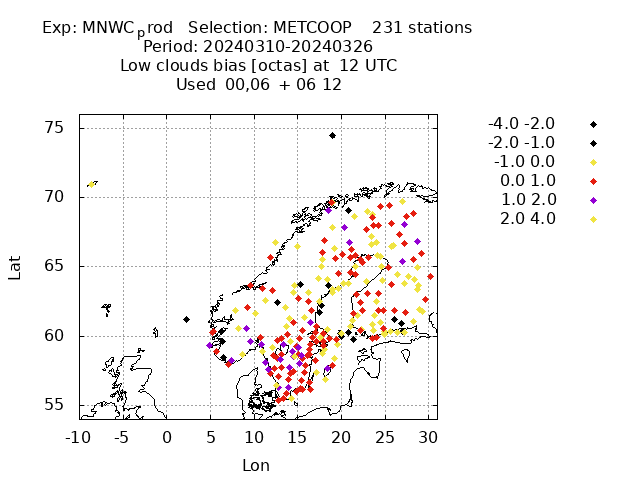 Exp: MNWC_prod   Selection: METCOOP    231 stations
Period: 20240310-20240326
Low clouds bias [octas] at  12 UTC
Used  00,06  + 06 12
-4.0 -2.0
-2.0 -1.0
-1.0 0.0
0.0 1.0
1.0 2.0
2.0 4.0
75
70
65
60
55
Lat
-10 -5 0 5 10 15 20 25 30
Lon